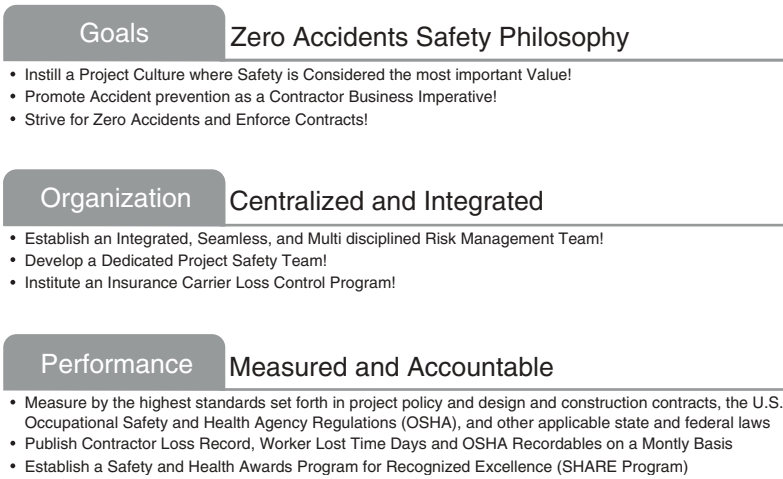 Goals Zero Accidents Safety Philosophy
• Instill a Project Culture where Safety is Considered the most important Value!
• Promote Accident prevention as a Contractor Business Imperative!
• Strive for Zero Accidents and Enforce Contracts!
Organization Centralized and Integrated
• Establish an Integrated, Seamless, and Multi disciplined Risk Management Team!
• Develop a Dedicated Project Safety Team!
• Institute an Insurance Carrier Loss Control Program!
Performance Measured and Accountable
• Measure by the highest standards set forth in project policy and design and construction contracts, the U.S.
Occupational Safety and Health Agency Regulations (OSHA), and other applicable state and federal laws
• Publish Contractor Loss Record, Worker Lost Time Days and OSHA Recordables on a Montly Basis
• Establish a Safety and Health Awards Program for Recognized Excellence (SHARE Program)